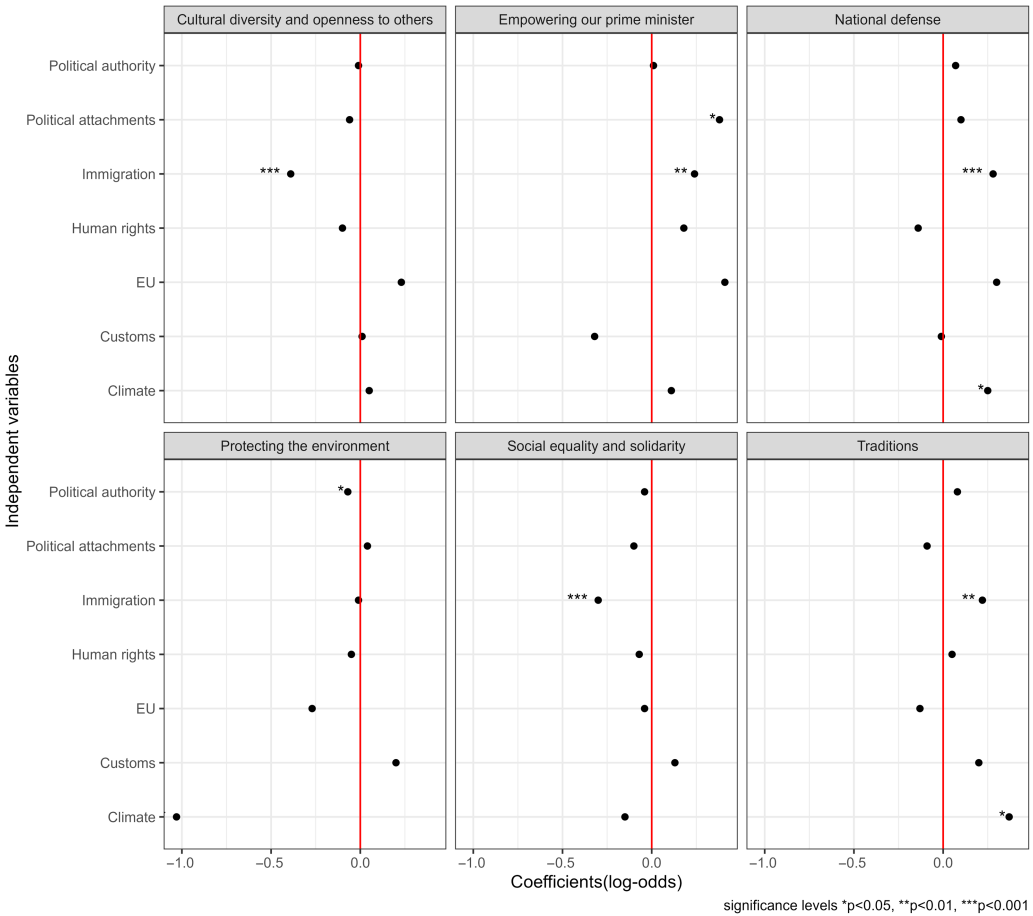 Cultural diversity and openness to others
Empowering our prime minister
National defense
Political authority
Political attachments
*
Immigration
***
**
***
Human rights
EU
Customs
Climate
*
Independent variables
Protecting the environment
Social equality and solidarity
Traditions
Political authority
*
Political attachments
Immigration
***
**
Human rights
EU
Customs
Climate
*
−1.0 −0.5 0.0
−1.0 −0.5 0.0
−1.0 −0.5 0.0
Coefficients(log-odds)
significance levels *p<0.05, **p<0.01, ***p<0.001